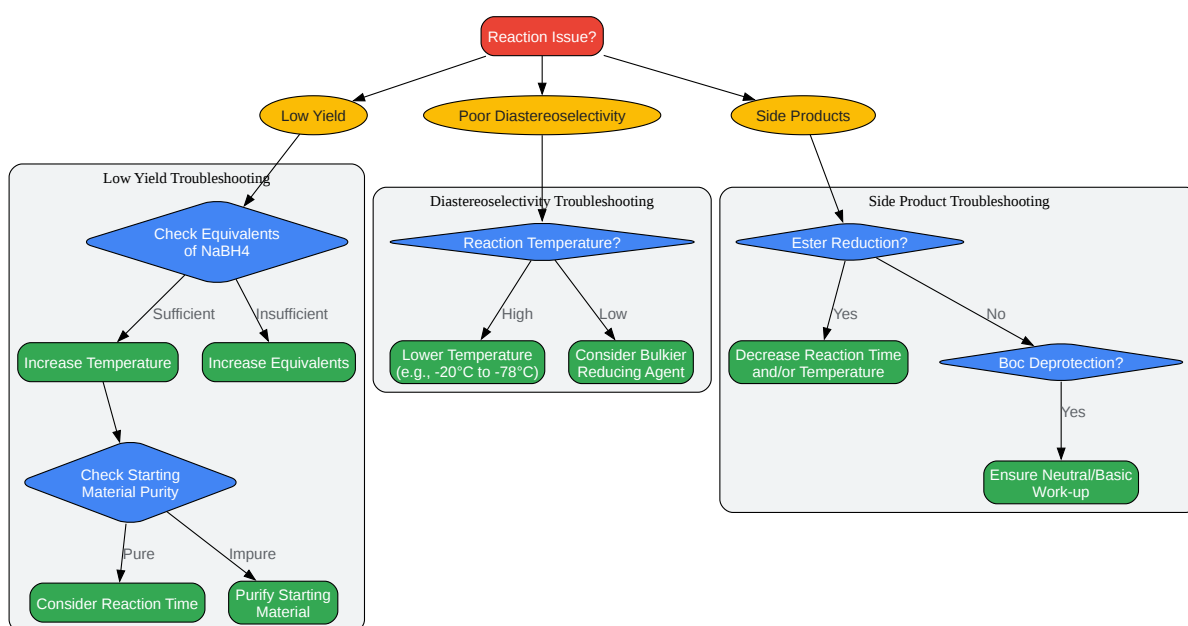 Reaction Issue?
Low Yield
Poor Diastereoselectivity
Side Products
Low Yield Troubleshooting
Check Equivalents
of NaBH4
Sufficient
Insufficient
Increase Temperature
Increase Equivalents
Check Starting
Material Purity
Pure
Impure
Consider Reaction Time
Purify Starting
Material
Diastereoselectivity Troubleshooting
Reaction Temperature?
High
Low
Lower Temperature
(e.g., -20°C to -78°C)
Consider Bulkier
Reducing Agent
Side Product Troubleshooting
Ester Reduction?
Yes
No
Decrease Reaction Time
and/or Temperature
Boc Deprotection?
Yes
Ensure Neutral/Basic
Work-up